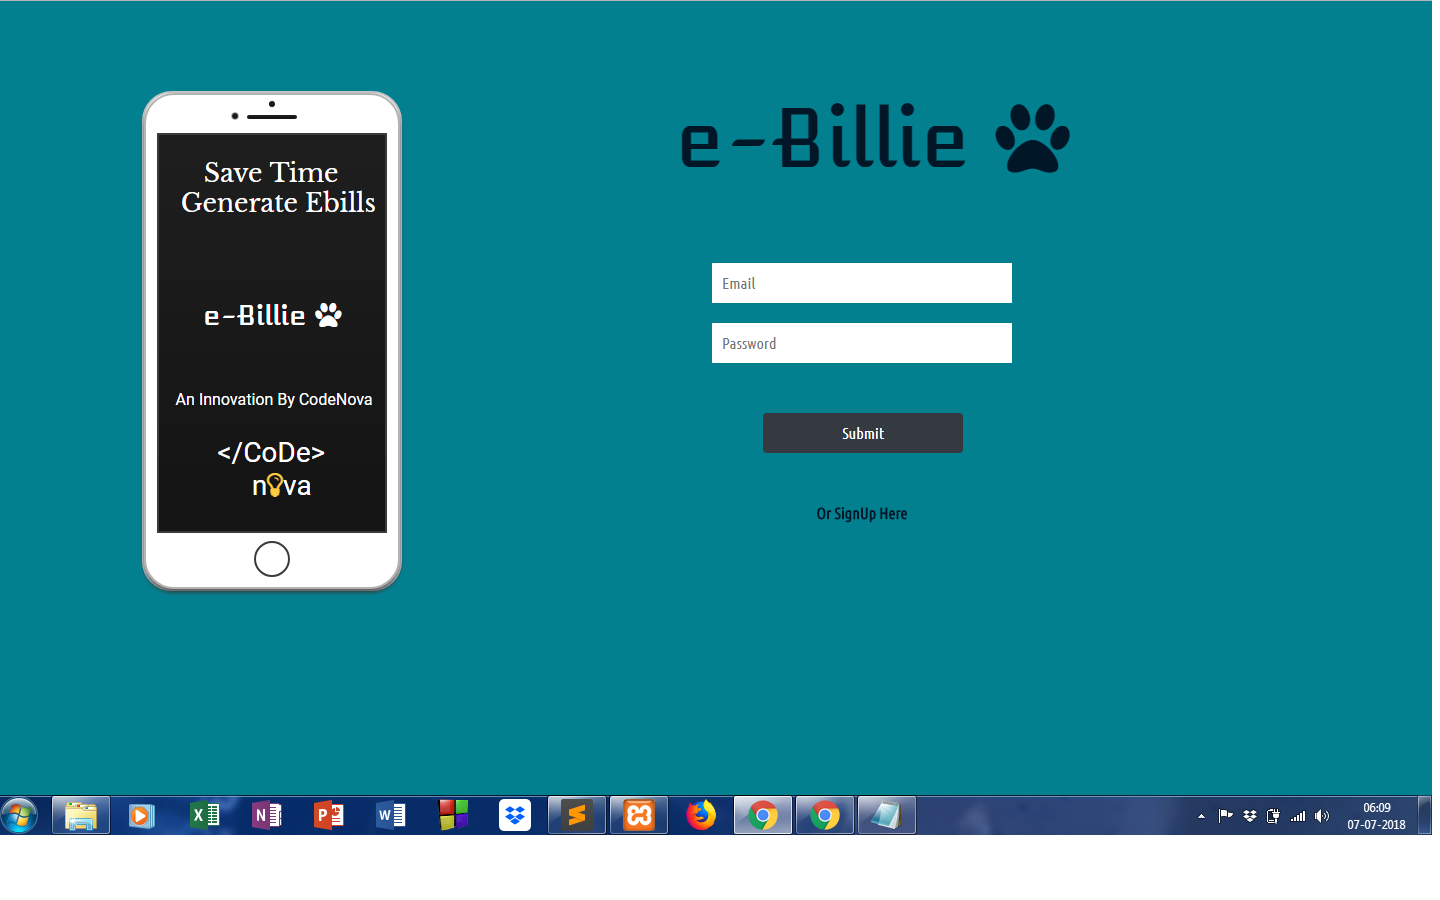 Save Time
Generate Ebills
e-Billie
An Innovation By CodeNova
</CoDe>
nva
e-Billie
Email
Password
Submit
Or SignUp Here
X
N
P
W
06:09
07-07-2018